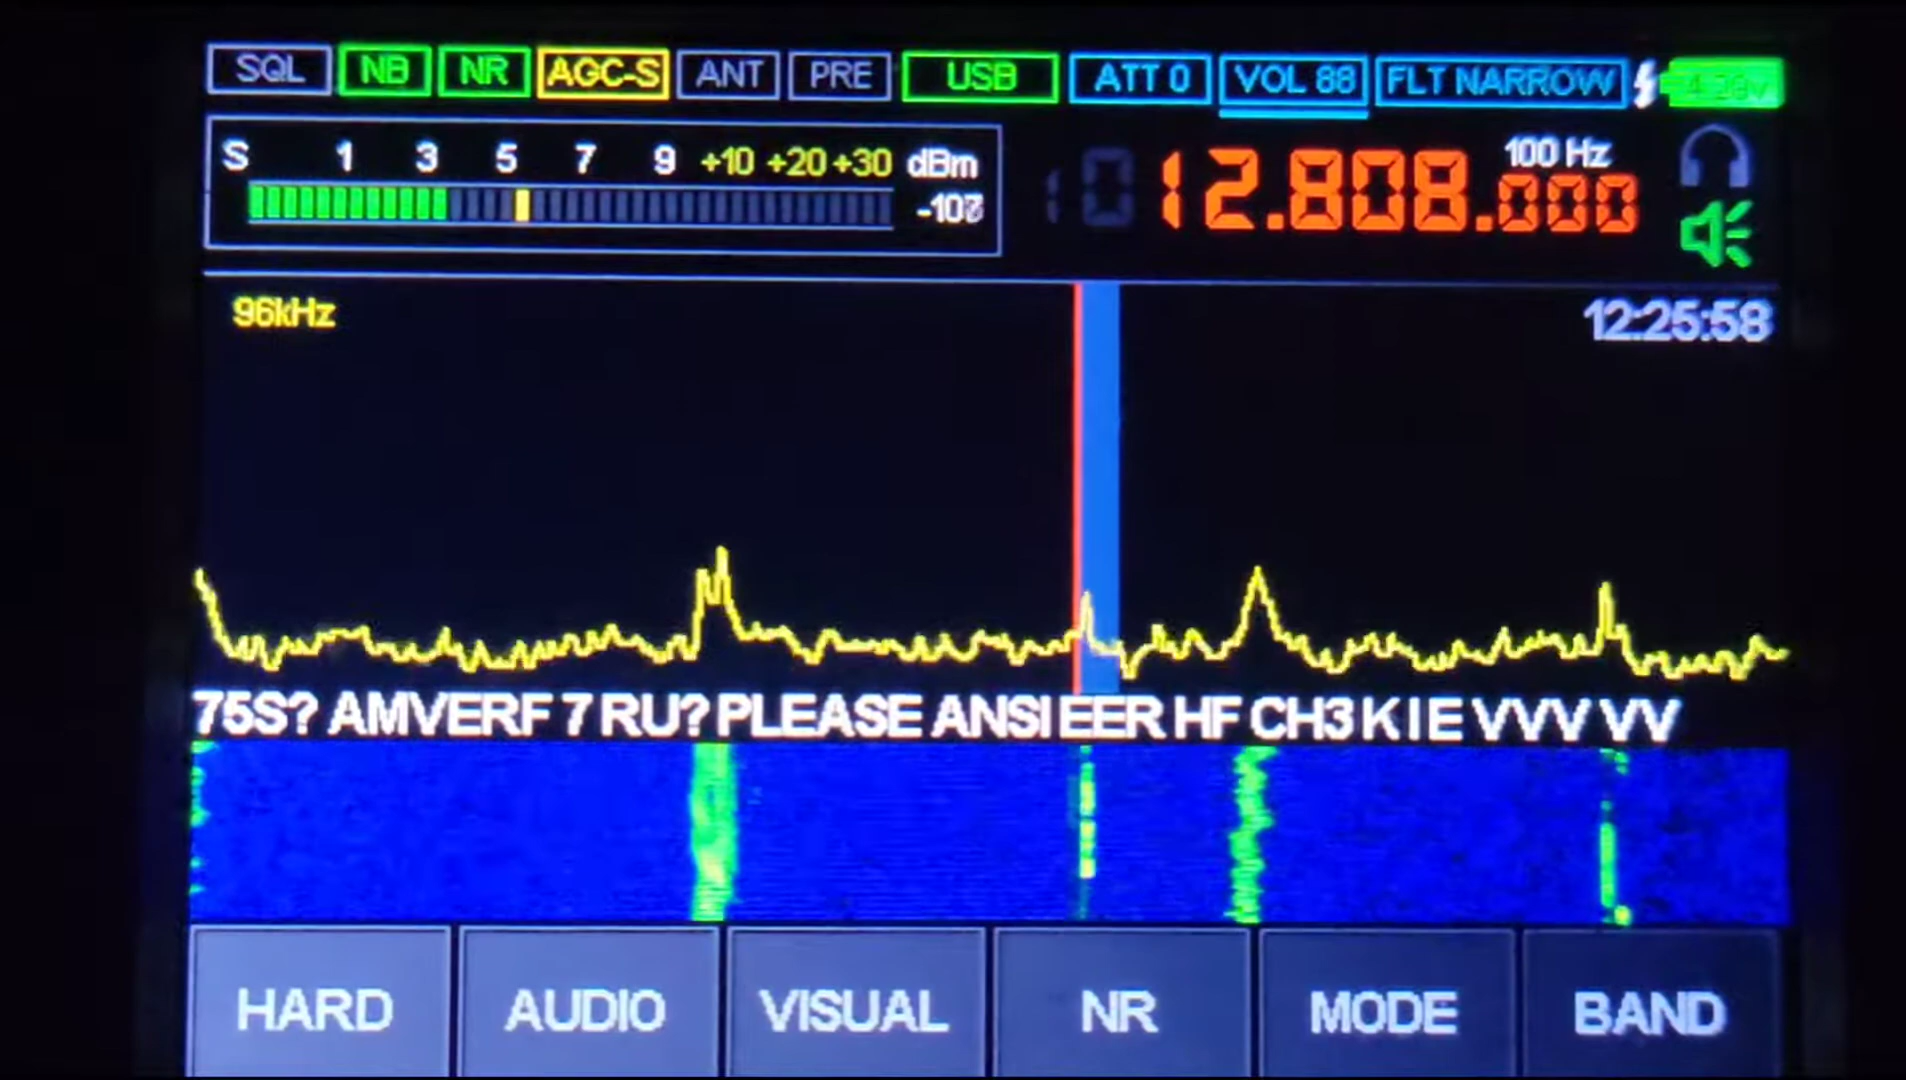 SQL NB NR AGC-S ANT PRE USB ATT 0 VOL 88 FLT NARROW
S 1 3 5 7 9 +10 +20 +30 dBm
100 Hz
12.808.000
96kHz 12:25:58
75S? AMVERF 7 RU? PLEASE ANSI EER HF CH3 K I E VVV VV
HARD AUDIO VISUAL NR MODE BAND